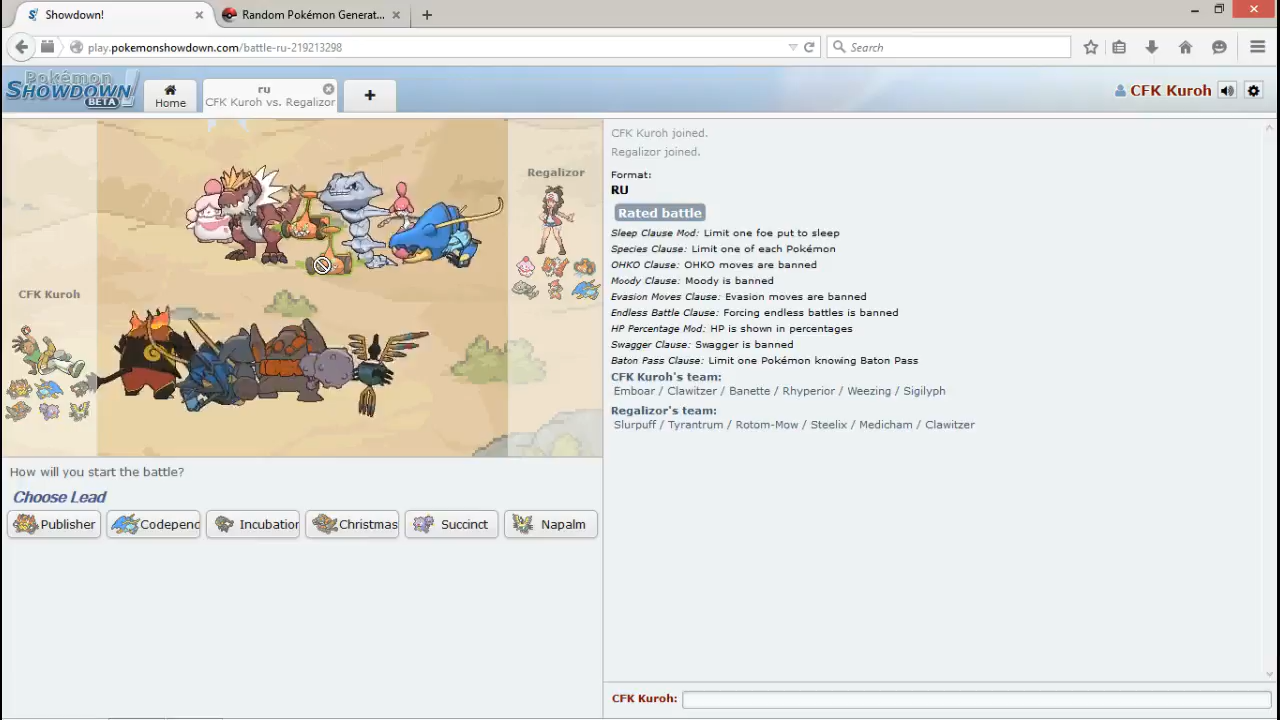 Showdown!
Random Pokémon Generat...
play.pokemonshowdown.com/battle-ru-219213298
Search
Pokémon
SHOWDOWN
BETA
Home
ru
CFK Kuroh vs. Regalizor
CFK Kuroh
Regalizor
CFK Kuroh
How will you start the battle?
Choose Lead
Publisher
Codepend
Incubation
Christmas
Succinct
Napalm
CFK Kuroh joined.
Regalizor joined.
Format:
RU
Rated battle
Sleep Clause Mod: Limit one foe put to sleep
Species Clause: Limit one of each Pokémon
OHKO Clause: OHKO moves are banned
Moody Clause: Moody is banned
Evasion Moves Clause: Evasion moves are banned
Endless Battle Clause: Forcing endless battles is banned
HP Percentage Mod: HP is shown in percentages
Swagger Clause: Swagger is banned
Baton Pass Clause: Limit one Pokémon knowing Baton Pass
CFK Kuroh's team:
Emboar / Clawitzer / Banette / Rhyperior / Weezing / Sigilyph
Regalizor's team:
Slurpuff / Tyrantrum / Rotom-Mow / Steelix / Medicham / Clawitzer
CFK Kuroh: